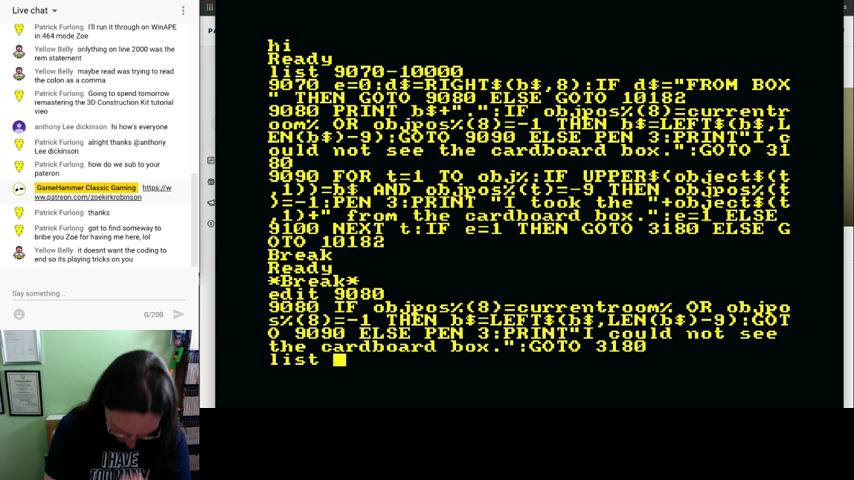 Live chat
Patrick Furlong I'll run it through on WinAPE
in 464 mode Zoe
Yellow Belly onlything on line 2000 was the
rem statement
Yellow Belly maybe read was trying to read
the colon as a comma
Patrick Furlong Going to spend tomorrow
remastering the 3D Construction Kit tutorial
vieo
anthony Lee dickinson hi how's everyone
Patrick Furlong alright thanks @anthony
Lee dickinson
Patrick Furlong how do we sub to your
pateron
GameHammer Classic Gaming https://w
ww.patreon.com/zoekirkrobinson
Patrick Furlong thanks
Patrick Furlong got to find someway to
bribe you Zoe for having me here, lol
Yellow Belly it doesnt want the coding to
end so its playing tricks on you
Say something...
0/200
hi
Ready
list 9070-10000
9070 e=0:d$=RIGHT$(b$,8):IF d$="FROM BOX
" THEN GOTO 9080 ELSE GOTO 10182
9080 PRINT b$+".":IF objpos%(8)=currentr
oom% OR objpos%(8)=-1 THEN b$=LEFT$(b$,L
EN(b$)-9):GOTO 9090 ELSE PEN 3:PRINT"I c
ould not see the cardboard box.":GOTO 31
80
9090 FOR t=1 TO obj%:IF UPPER$(object$(t
,1))=b$ AND objpos%(t)=-9 THEN objpos%(t
)=-1:PEN 3:PRINT "I took the "+object$(t
,1)+" from the cardboard box.":e=1 ELSE
9100 NEXT t:IF e=1 THEN GOTO 3180 ELSE G
OTO 10182
Break
Ready
*Break*
edit 9080
9080 IF objpos%(8)=currentroom% OR objpo
s%(8)=-1 THEN b$=LEFT$(b$,LEN(b$)-9):GOT
O 9090 ELSE PEN 3:PRINT"I could not see
the cardboard box.":GOTO 3180
list
I HAVE
TOO MANY